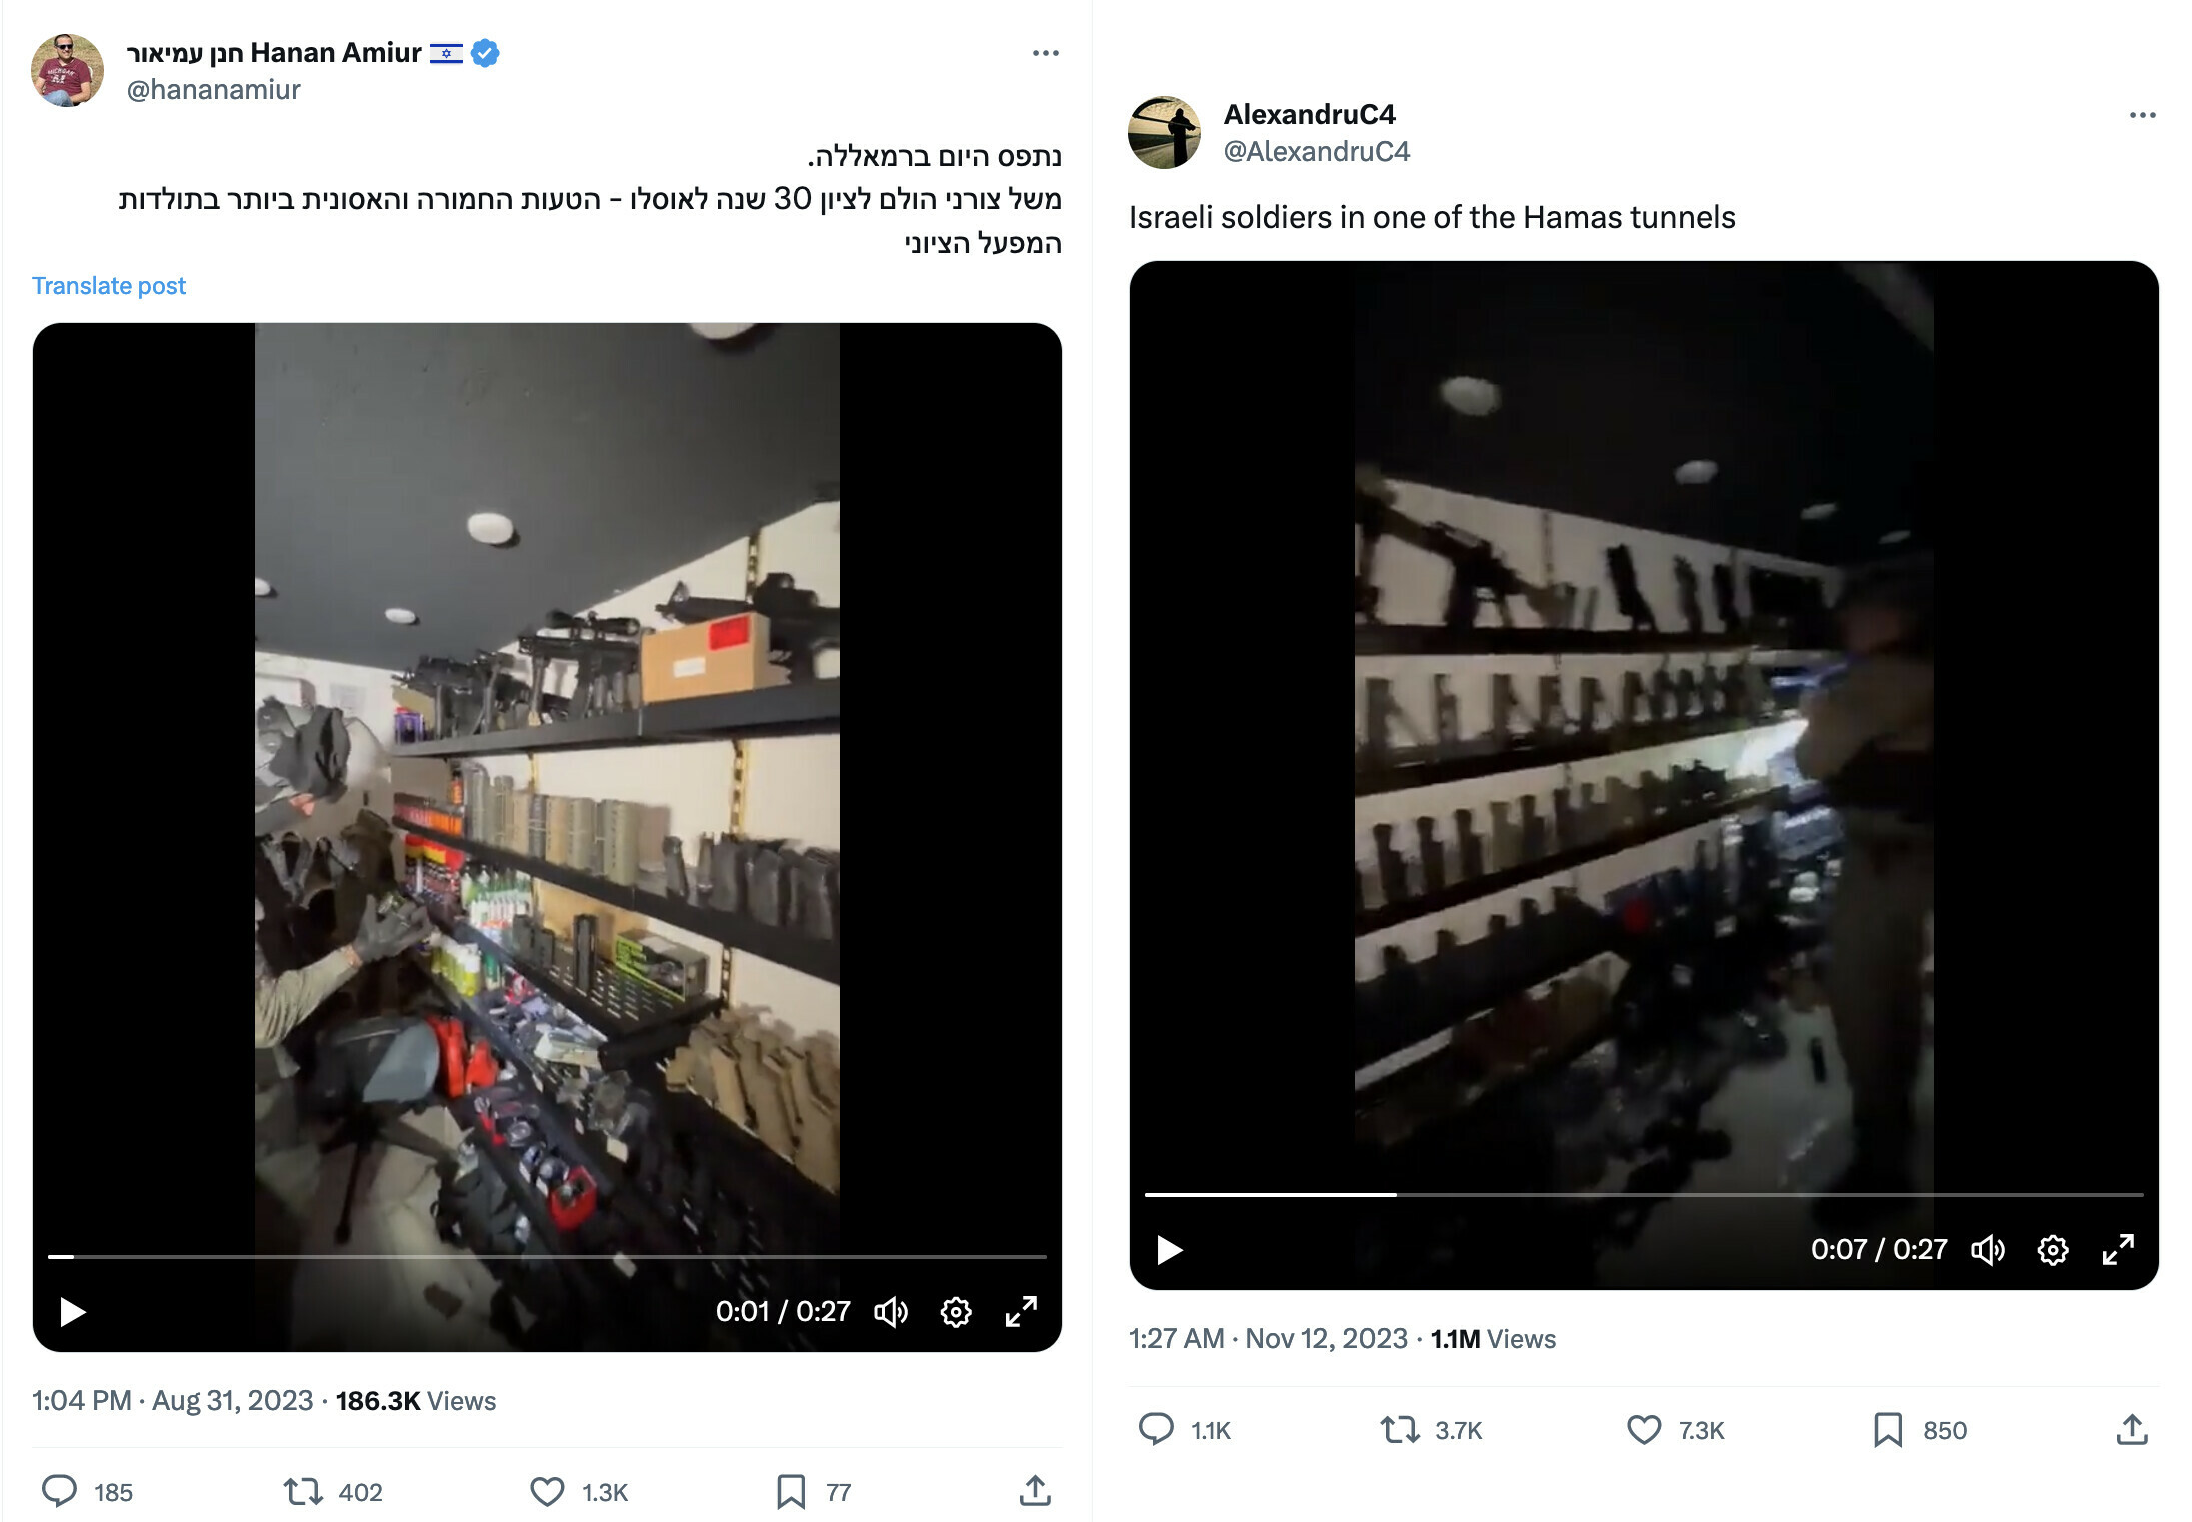 חנן עמיאור Hanan Amiur
@hananamiur
נתפס היום ברמאללה.
משל צורני הולם לציון 30 שנה לאוסלו - הטעות החמורה והאסונית ביותר בתולדות
המפעל הציוני
Translate post
0:01 / 0:27
1:04 PM · Aug 31, 2023 · 186.3K Views
185 402 1.3K 77
AlexandruC4
@AlexandruC4
Israeli soldiers in one of the Hamas tunnels
0:07 / 0:27
1:27 AM · Nov 12, 2023 · 1.1M Views
1.1K 3.7K 7.3K 850